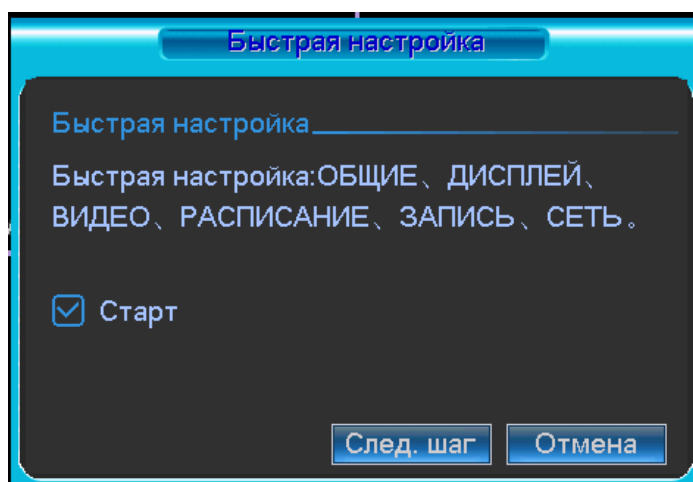 Быстрая настройка
Быстрая настройка
Быстрая настройка:ОБЩИЕ、ДИСПЛЕЙ、
ВИДЕО、РАСПИСАНИЕ、ЗАПИСЬ、СЕТЬ。
Старт
След. шаг Отмена